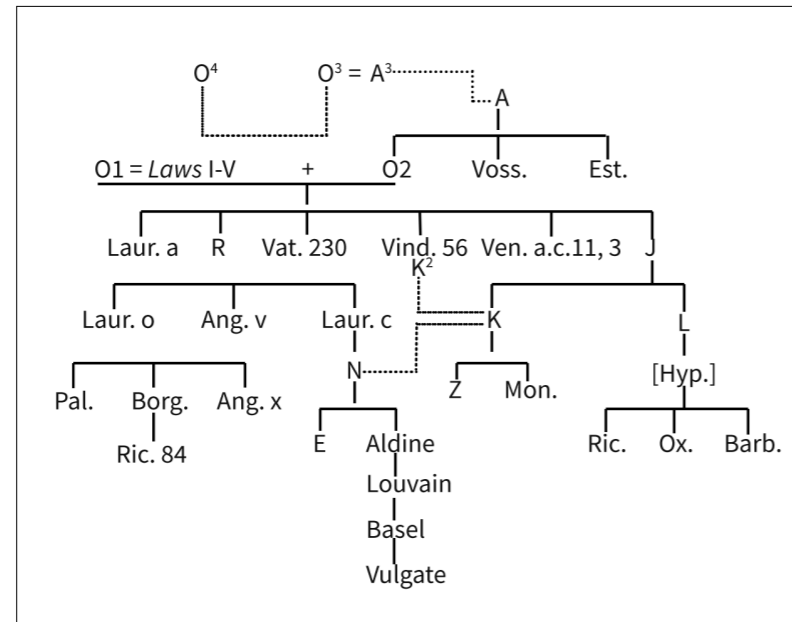 O⁴ O³ = A³
A
O1 = Laws I-V + O2 Voss. Est.
Laur. a R Vat. 230 Vind. 56 Ven. a.c.11, 3 J
K²
Laur. o Ang. v Laur. c K L
N Z Mon. [Hyp.]
Pal. Borg. Ang. x
E Aldine Ric. Ox. Barb.
Ric. 84
Louvain
Basel
Vulgate